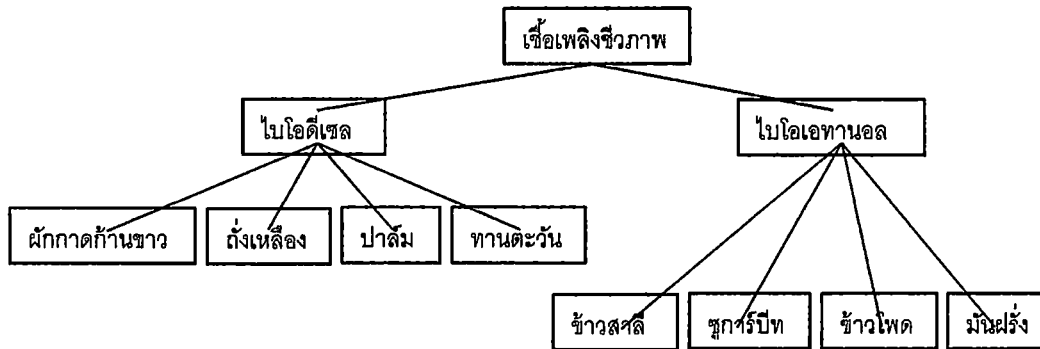 เชื้อเพลิงชีวภาพ
ไบโอดีเซล ไบโอเอทานอล
ผักกาดก้านขาว ถั่งเหลือง ปาล์ม ทานตะวัน
ข้าวสาลี ซูการ์บีท ข้าวโพด มันฝรั่ง